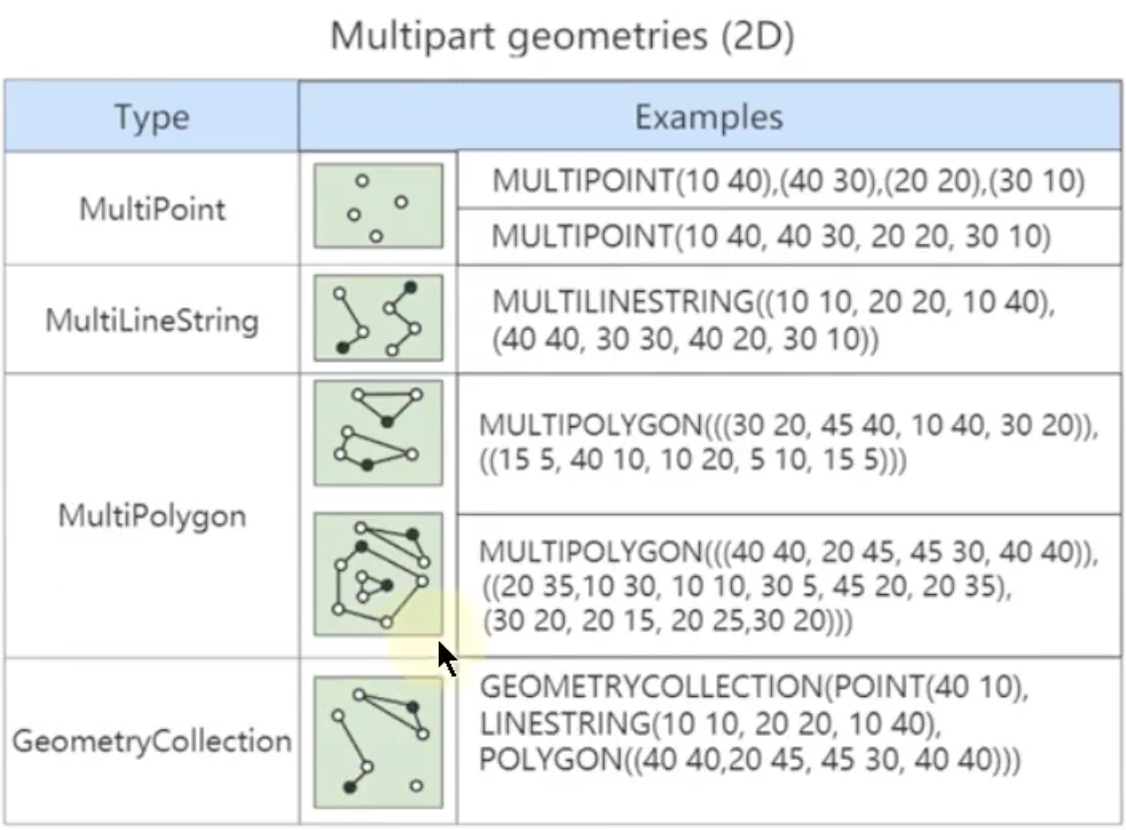 Multipart geometries (2D)
Type
Examples
MultiPoint
MULTIPOINT(10 40),(40 30),(20 20),(30 10)
MULTIPOINT(10 40, 40 30, 20 20, 30 10)
MultiLineString
MULTILINESTRING((10 10, 20 20, 10 40),
(40 40, 30 30, 40 20, 30 10))
MultiPolygon
MULTIPOLYGON(((30 20, 45 40, 10 40, 30 20)),
((15 5, 40 10, 10 20, 5 10, 15 5)))
MULTIPOLYGON(((40 40, 20 45, 45 30, 40 40)),
((20 35,10 30, 10 10, 30 5, 45 20, 20 35),
(30 20, 20 15, 20 25,30 20)))
GeometryCollection
GEOMETRYCOLLECTION(POINT(40 10),
LINESTRING(10 10, 20 20, 10 40),
POLYGON((40 40,20 45, 45 30, 40 40)))